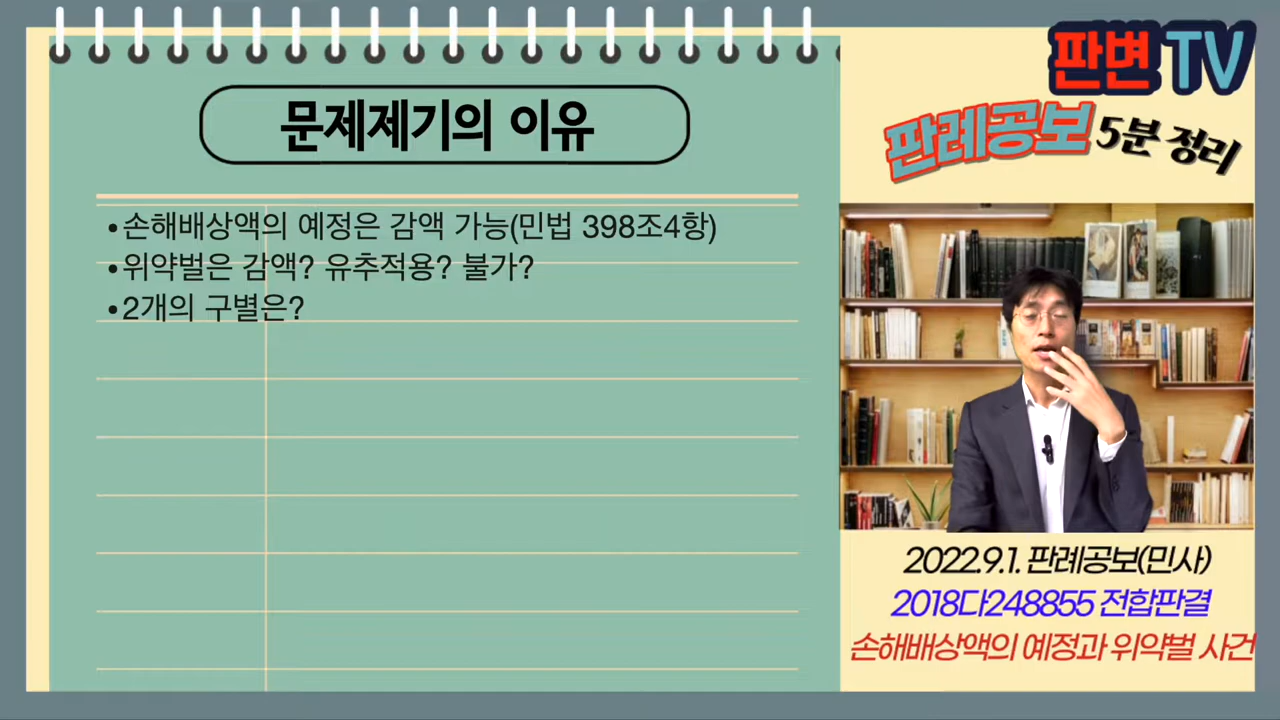 판변 TV
판례공보 5분 정리
문제제기의 이유
•손해배상액의 예정은 감액 가능(민법 398조4항)
•위약벌은 감액? 유추적용? 불가?
•2개의 구별은?
2022.9.1. 판례공보(민사)
2018다248855 전합판결
손해배상액의 예정과 위약벌 사건